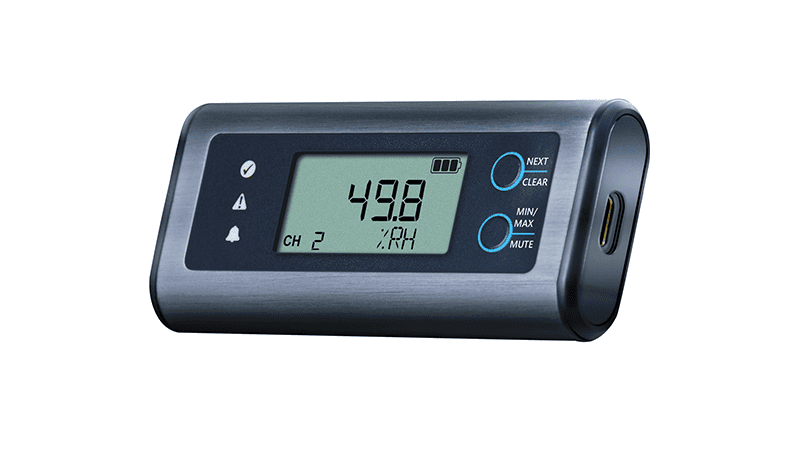 49.8
CH 2 %RH
NEXT
CLEAR
MIN/
MAX
MUTE